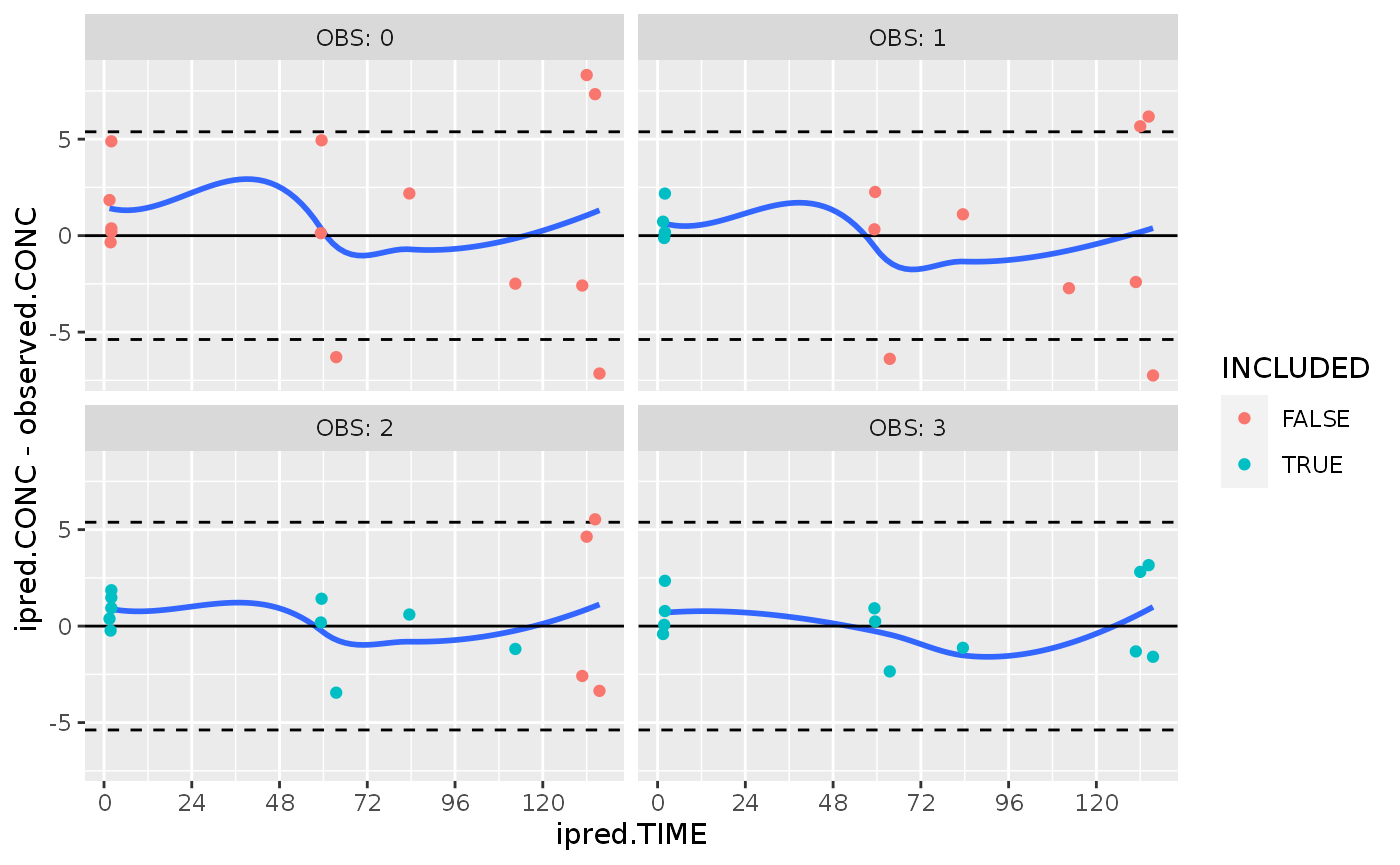 OBS: 0
OBS: 1
5
0
-5
OBS: 2
OBS: 3
5
0
-5
0 24 48 72 96 120
0 24 48 72 96 120
ipred.TIME
ipred.CONC - observed.CONC
INCLUDED
FALSE
TRUE